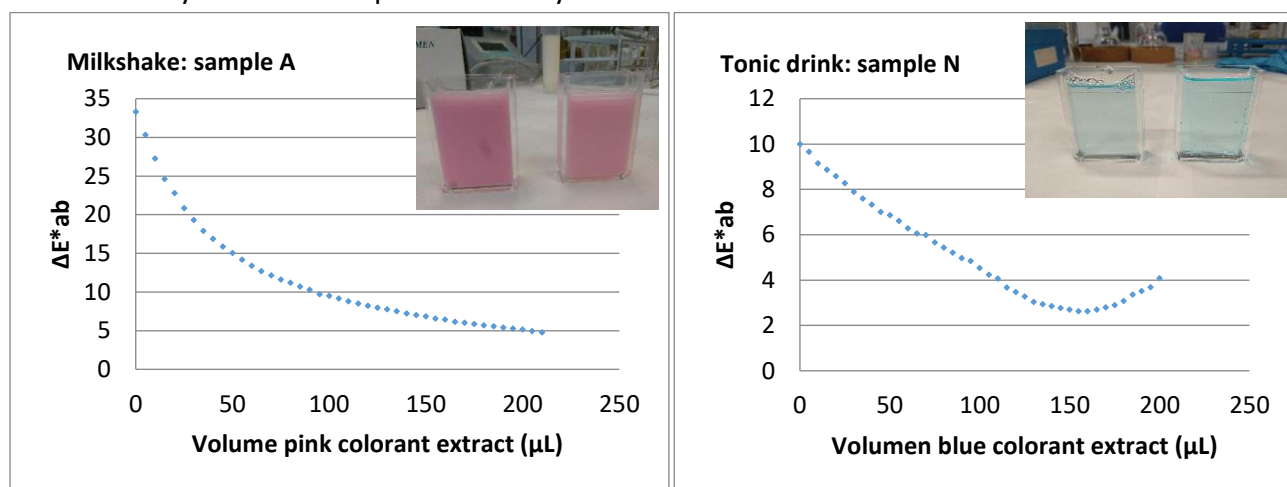 Milkshake: sample A
35
30
25
20
15
10
5
0
ΔE*ab
0 50 100 150 200 250
Volume pink colorant extract (µL)
Tonic drink: sample N
12
10
8
6
4
2
0
ΔE*ab
0 50 100 150 200 250
Volumen blue colorant extract (µL)